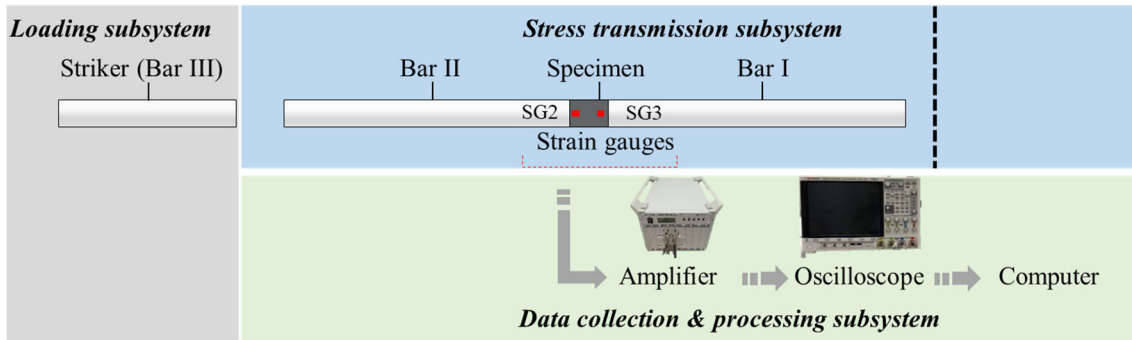 Loading subsystem
Stress transmission subsystem
Striker (Bar III)
Bar II
Specimen
Bar I
SG2
SG3
Strain gauges
Amplifier
Oscilloscope
Computer
Data collection & processing subsystem